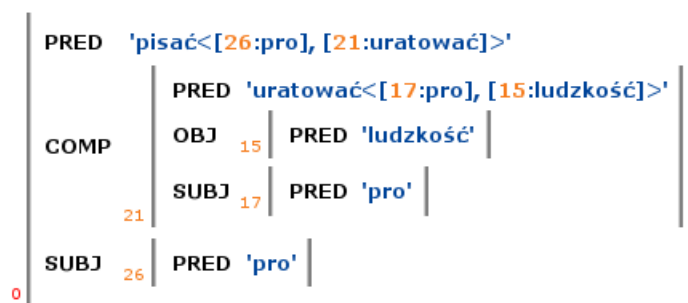 PRED 'pisać<[26:pro], [21:uratować]>'
PRED 'uratować<[17:pro], [15:ludzkość]>'
OBJ 15 PRED 'ludzkość'
COMP
SUBJ 17 PRED 'pro'
21
SUBJ 26 PRED 'pro'
0